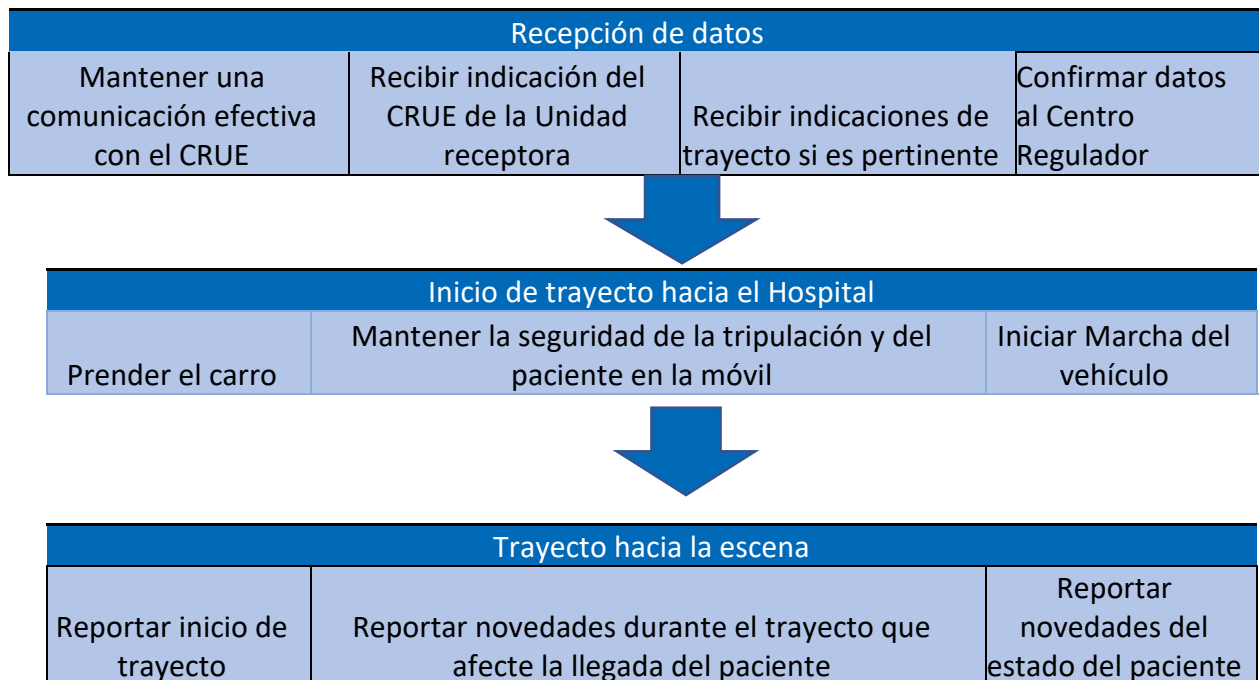 Recepción de datos
Mantener una
comunicación efectiva
con el CRUE
Recibir indicación del
CRUE de la Unidad
receptora
Recibir indicaciones de
trayecto si es pertinente
Confirmar datos
al Centro
Regulador
Inicio de trayecto hacia el Hospital
Prender el carro
Mantener la seguridad de la tripulación y del
paciente en la móvil
Iniciar Marcha del
vehículo
Trayecto hacia la escena
Reportar inicio de
trayecto
Reportar novedades durante el trayecto que
afecte la llegada del paciente
Reportar
novedades del
estado del paciente